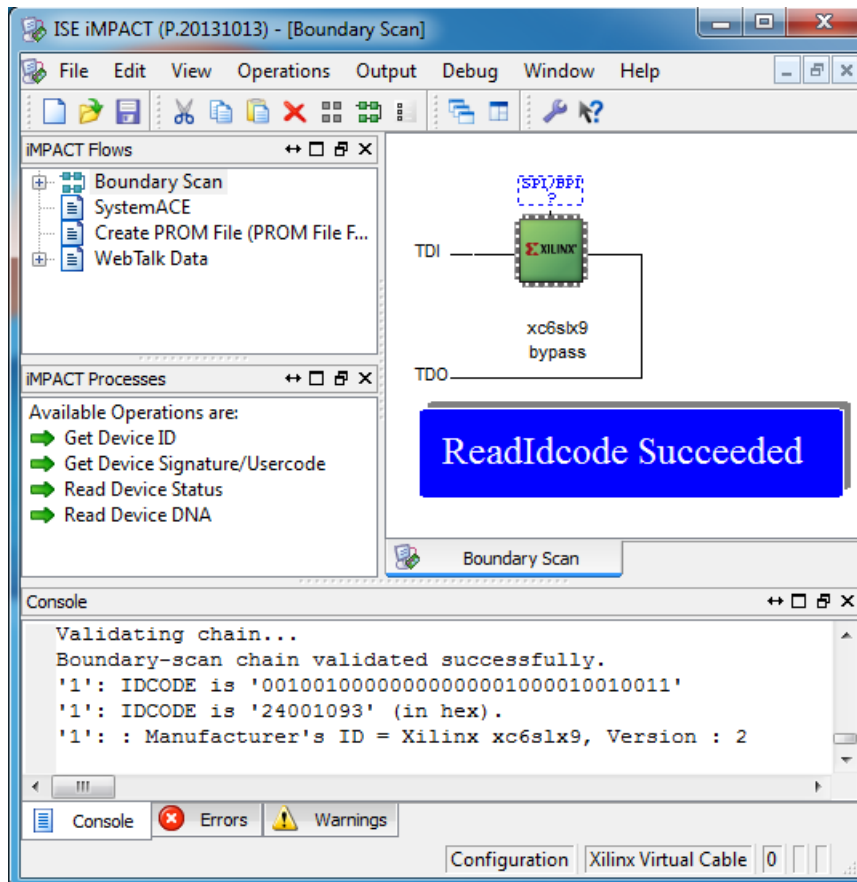 ISE iMPACT (P.20131013) - [Boundary Scan]
File Edit View Operations Output Debug Window Help
iMPACT Flows
Boundary Scan
SystemACE
Create PROM File (PROM File F...
WebTalk Data
SPI/BPI
?
TDI
XILINX
xc6slx9
bypass
TDO
iMPACT Processes
Available Operations are:
Get Device ID
Get Device Signature/Usercode
Read Device Status
Read Device DNA
ReadIdcode Succeeded
Boundary Scan
Console
Validating chain...
Boundary-scan chain validated successfully.
'1': IDCODE is '00100100000000000001000010010011'
'1': IDCODE is '24001093' (in hex).
'1': : Manufacturer's ID = Xilinx xc6slx9, Version : 2
Console Errors Warnings
Configuration Xilinx Virtual Cable 0